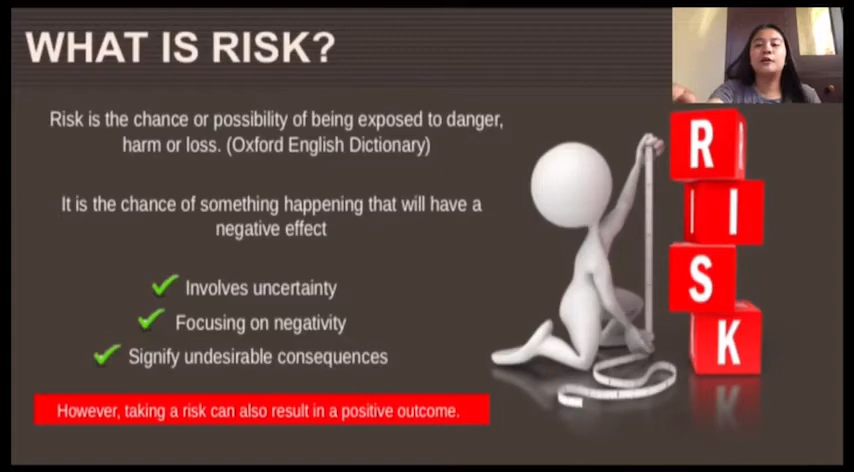 WHAT IS RISK?
Risk is the chance or possibility of being exposed to danger,
harm or loss. (Oxford English Dictionary)
It is the chance of something happening that will have a
negative effect
Involves uncertainty
Focusing on negativity
Signify undesirable consequences
However, taking a risk can also result in a positive outcome.
R
I
S
K